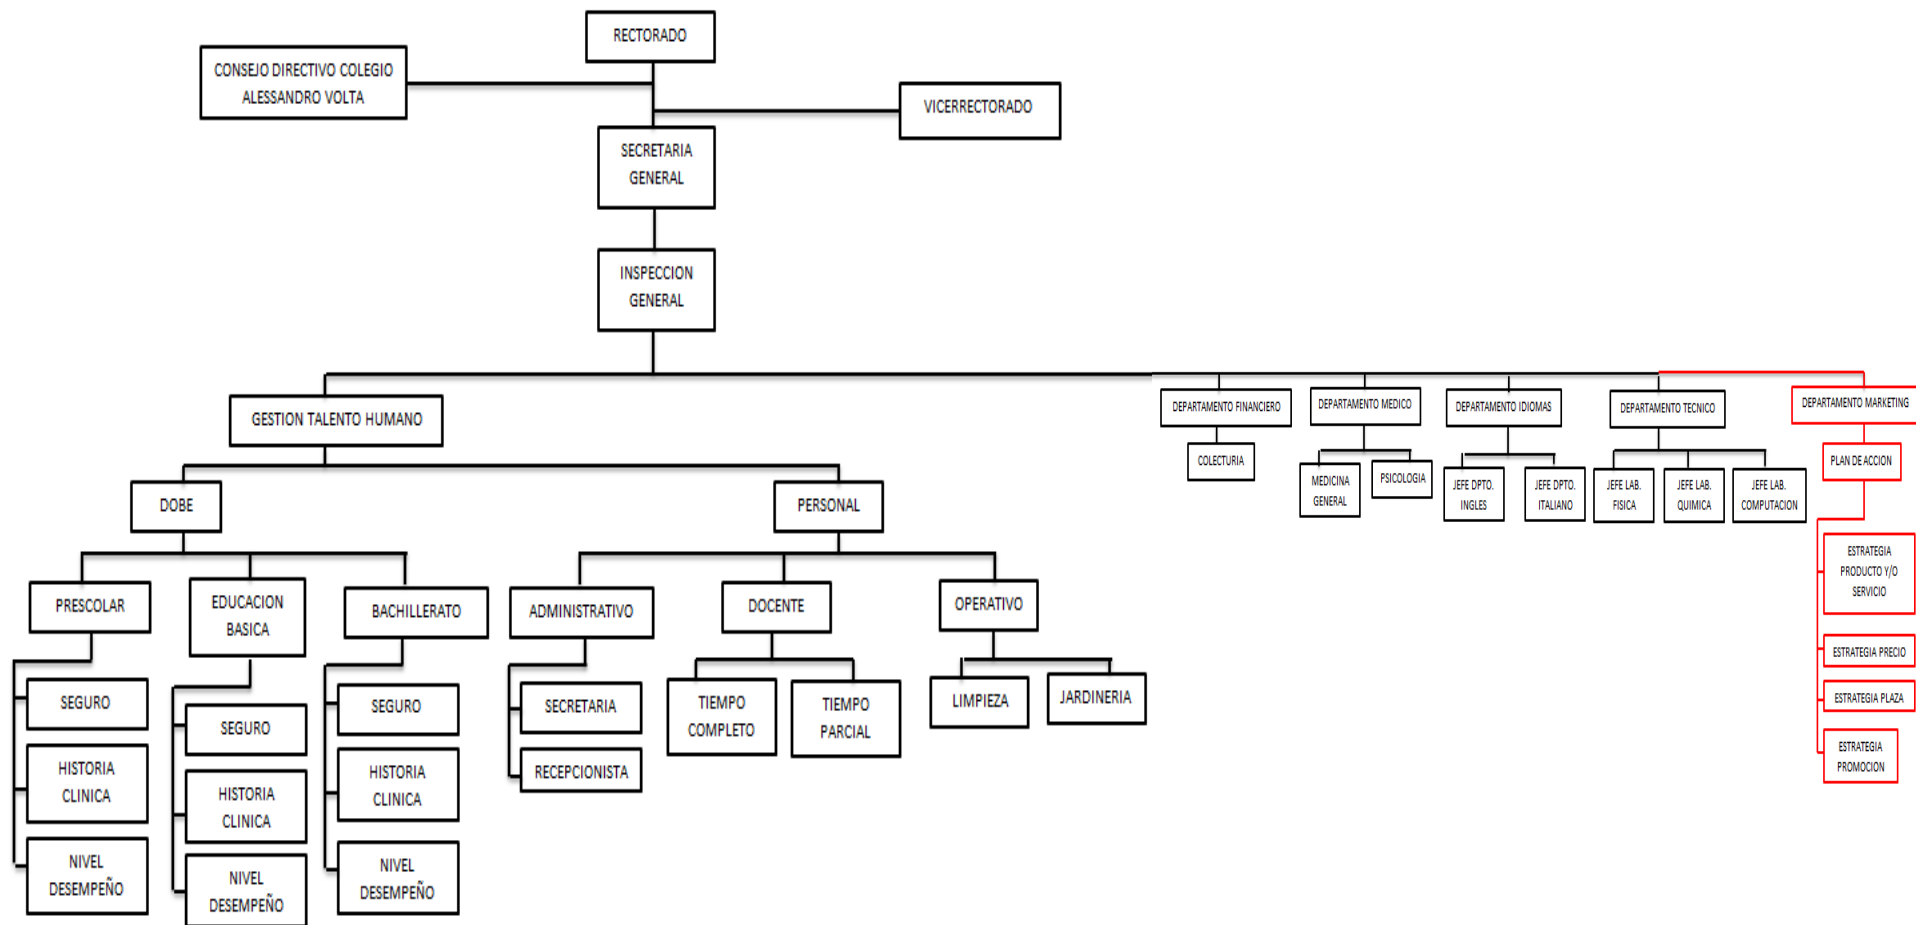 RECTORADO
CONSEJO DIRECTIVO COLEGIO
ALESSANDRO VOLTA
VICERRECTORADO
SECRETARIA
GENERAL
INSPECCION
GENERAL
GESTION TALENTO HUMANO
DEPARTAMENTO FINANCIERO
DEPARTAMENTO MEDICO
DEPARTAMENTO IDIOMAS
DEPARTAMENTO TECNICO
DEPARTAMENTO MARKETING
COLECTURIA
MEDICINA
GENERAL
PSICOLOGIA
JEFE DPTO.
INGLES
JEFE DPTO.
ITALIANO
JEFE LAB.
FISICA
JEFE LAB.
QUIMICA
JEFE LAB.
COMPUTACION
PLAN DE ACCION
ESTRATEGIA
PRODUCTO Y/O
SERVICIO
ESTRATEGIA PRECIO
ESTRATEGIA PLAZA
ESTRATEGIA
PROMOCION
DOBE
PERSONAL
PRESCOLAR
EDUCACION
BASICA
BACHILLERATO
ADMINISTRATIVO
DOCENTE
OPERATIVO
SEGURO
HISTORIA
CLINICA
NIVEL
DESEMPEÑO
SEGURO
HISTORIA
CLINICA
NIVEL
DESEMPEÑO
SEGURO
HISTORIA
CLINICA
NIVEL
DESEMPEÑO
SECRETARIA
RECEPCIONISTA
TIEMPO
COMPLETO
TIEMPO
PARCIAL
LIMPIEZA
JARDINERIA